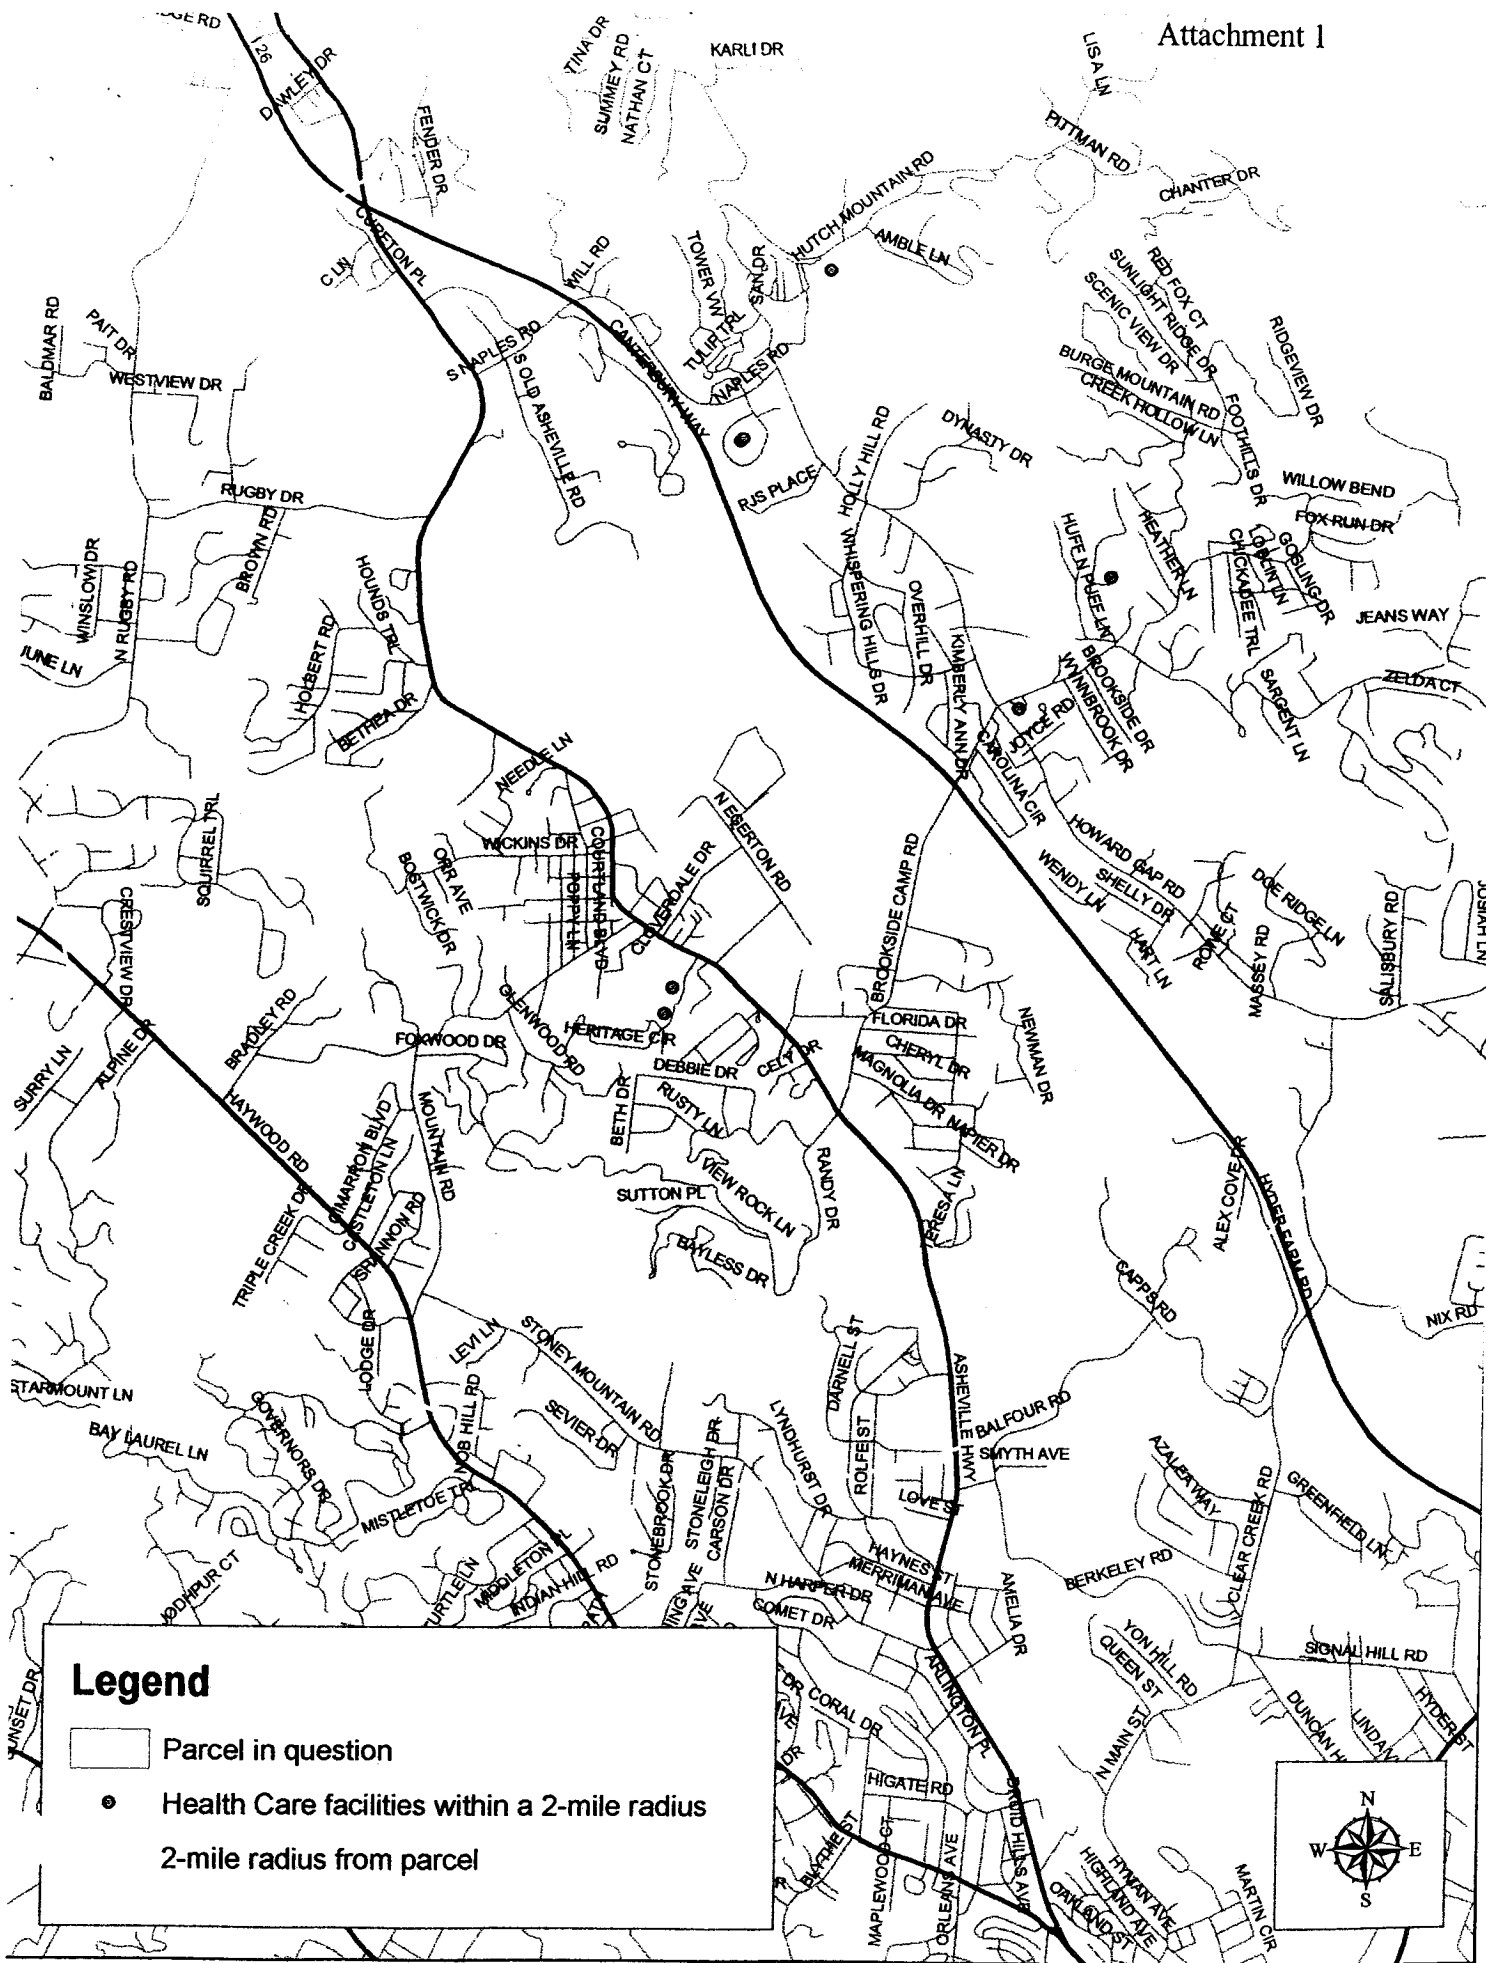 Attachment 1
I 26
DAWLEY DR
TINA DR
SUMMEY RD
NATHAN CT
KARLI DR
LISA LN
PITTMAN RD
CHANTER DR
FENDER DR
HUTCH MOUNTAIN RD
AMBLE LN
CURETON PL
C LN
WILL RD
TOWER VW
SAN DR
RED FOX CT
SUNLIGHT RIDGE DR
SCENIC VIEW DR
RIDGEVIEW DR
BALDMAR RD
PAIT DR
WESTVIEW DR
S NAPLES RD
S OLD ASHEVILLE RD
CANTERBURY WAY
TULIP TRL
NAPLES RD
BURGE MOUNTAIN RD
CREEK HOLLOW LN
FOOTHILLS DR
DYNASTY DR
HOLLY HILL RD
RJS PLACE
WILLOW BEND
FOX RUN DR
RUGBY DR
BROWN RD
WINSLOW DR
N RUGBY RD
HOUNDS TRL
HOLBERT RD
JUNE LN
BETHEA DR
WHISPERING HILLS DR
OVERHILL DR
KIMBERLY ANN DR
HUFF N PUFF LN
HEATHER LN
CHICKADEE TRL
LOBLIN LN
GOSLING DR
JEANS WAY
ZELDA CT
SARGENT LN
BROOKSIDE DR
WYNNBROOK DR
JOYCE RD
CAROLINA CIR
NEEDLE LN
N EGERTON RD
SQUIRREL TRL
WICKINS DR
ORR AVE
BOSTWICK DR
POPPY LN
COURTLAND BLVD
CLOVERDALE DR
BROOKSIDE CAMP RD
HOWARD GAP RD
WENDY LN
SHELLY DR
HART LN
ROWE CT
DOE RIDGE LN
MASSEY RD
SALISBURY RD
JOSIAH LN
CRESTVIEW DR
BRADLEY RD
ALPINE DR
SURRY LN
FOXWOOD DR
GLENWOOD RD
HERITAGE CIR
DEBBIE DR
CELY DR
FLORIDA DR
CHERYL DR
MAGNOLIA DR
NAPIER DR
NEWMAN DR
BETH DR
RUSTY LN
HAYWOOD RD
MOUNTAIN RD
CIMARRON BLVD
CASTLETON LN
SHANNON RD
TRIPLE CREEK DR
SUTTON PL
VIEW ROCK LN
BAYLESS DR
RANDY DR
ERESA LN
ALEX COVE DR
HYDER FARM RD
CAPPS RD
NIX RD
LODGE DR
LEVI LN
STONEY MOUNTAIN RD
DARNELL ST
STARMOUNT LN
BAY LAUREL LN
GOVERNORS DR
NOB HILL RD
SEVIER DR
LYNDHURST DR
ROLFE ST
ASHEVILLE HWY
BALFOUR RD
SMYTH AVE
LOVE ST
MISTLETOE TRL
STONEBROOK DR
STONELEIGH DR
CARSON DR
AZALEA WAY
CLEAR CREEK RD
GREENFIELD LN
JODHPUR CT
TURTLE LN
MIDDLETON PL
INDIAN HILL RD
HAYNES ST
MERRIMAN AVE
N HARPER DR
COMET DR
AMELIA DR
BERKELEY RD
YON HILL RD
QUEEN ST
SIGNAL HILL RD
DUNCAN H
HYDER ST
N MAIN ST
CORAL DR
ARLINGTON PL
HIGATE RD
DRUID HILLS AVE
BLYTHE ST
MAPLEWOOD CT
ORLEANS AVE
OAKLAND ST
HIGHLAND AVE
HYMAN AVE
MARTIN CIR
Legend
Parcel in question
Health Care facilities within a 2-mile radius
2-mile radius from parcel
N
W E
S